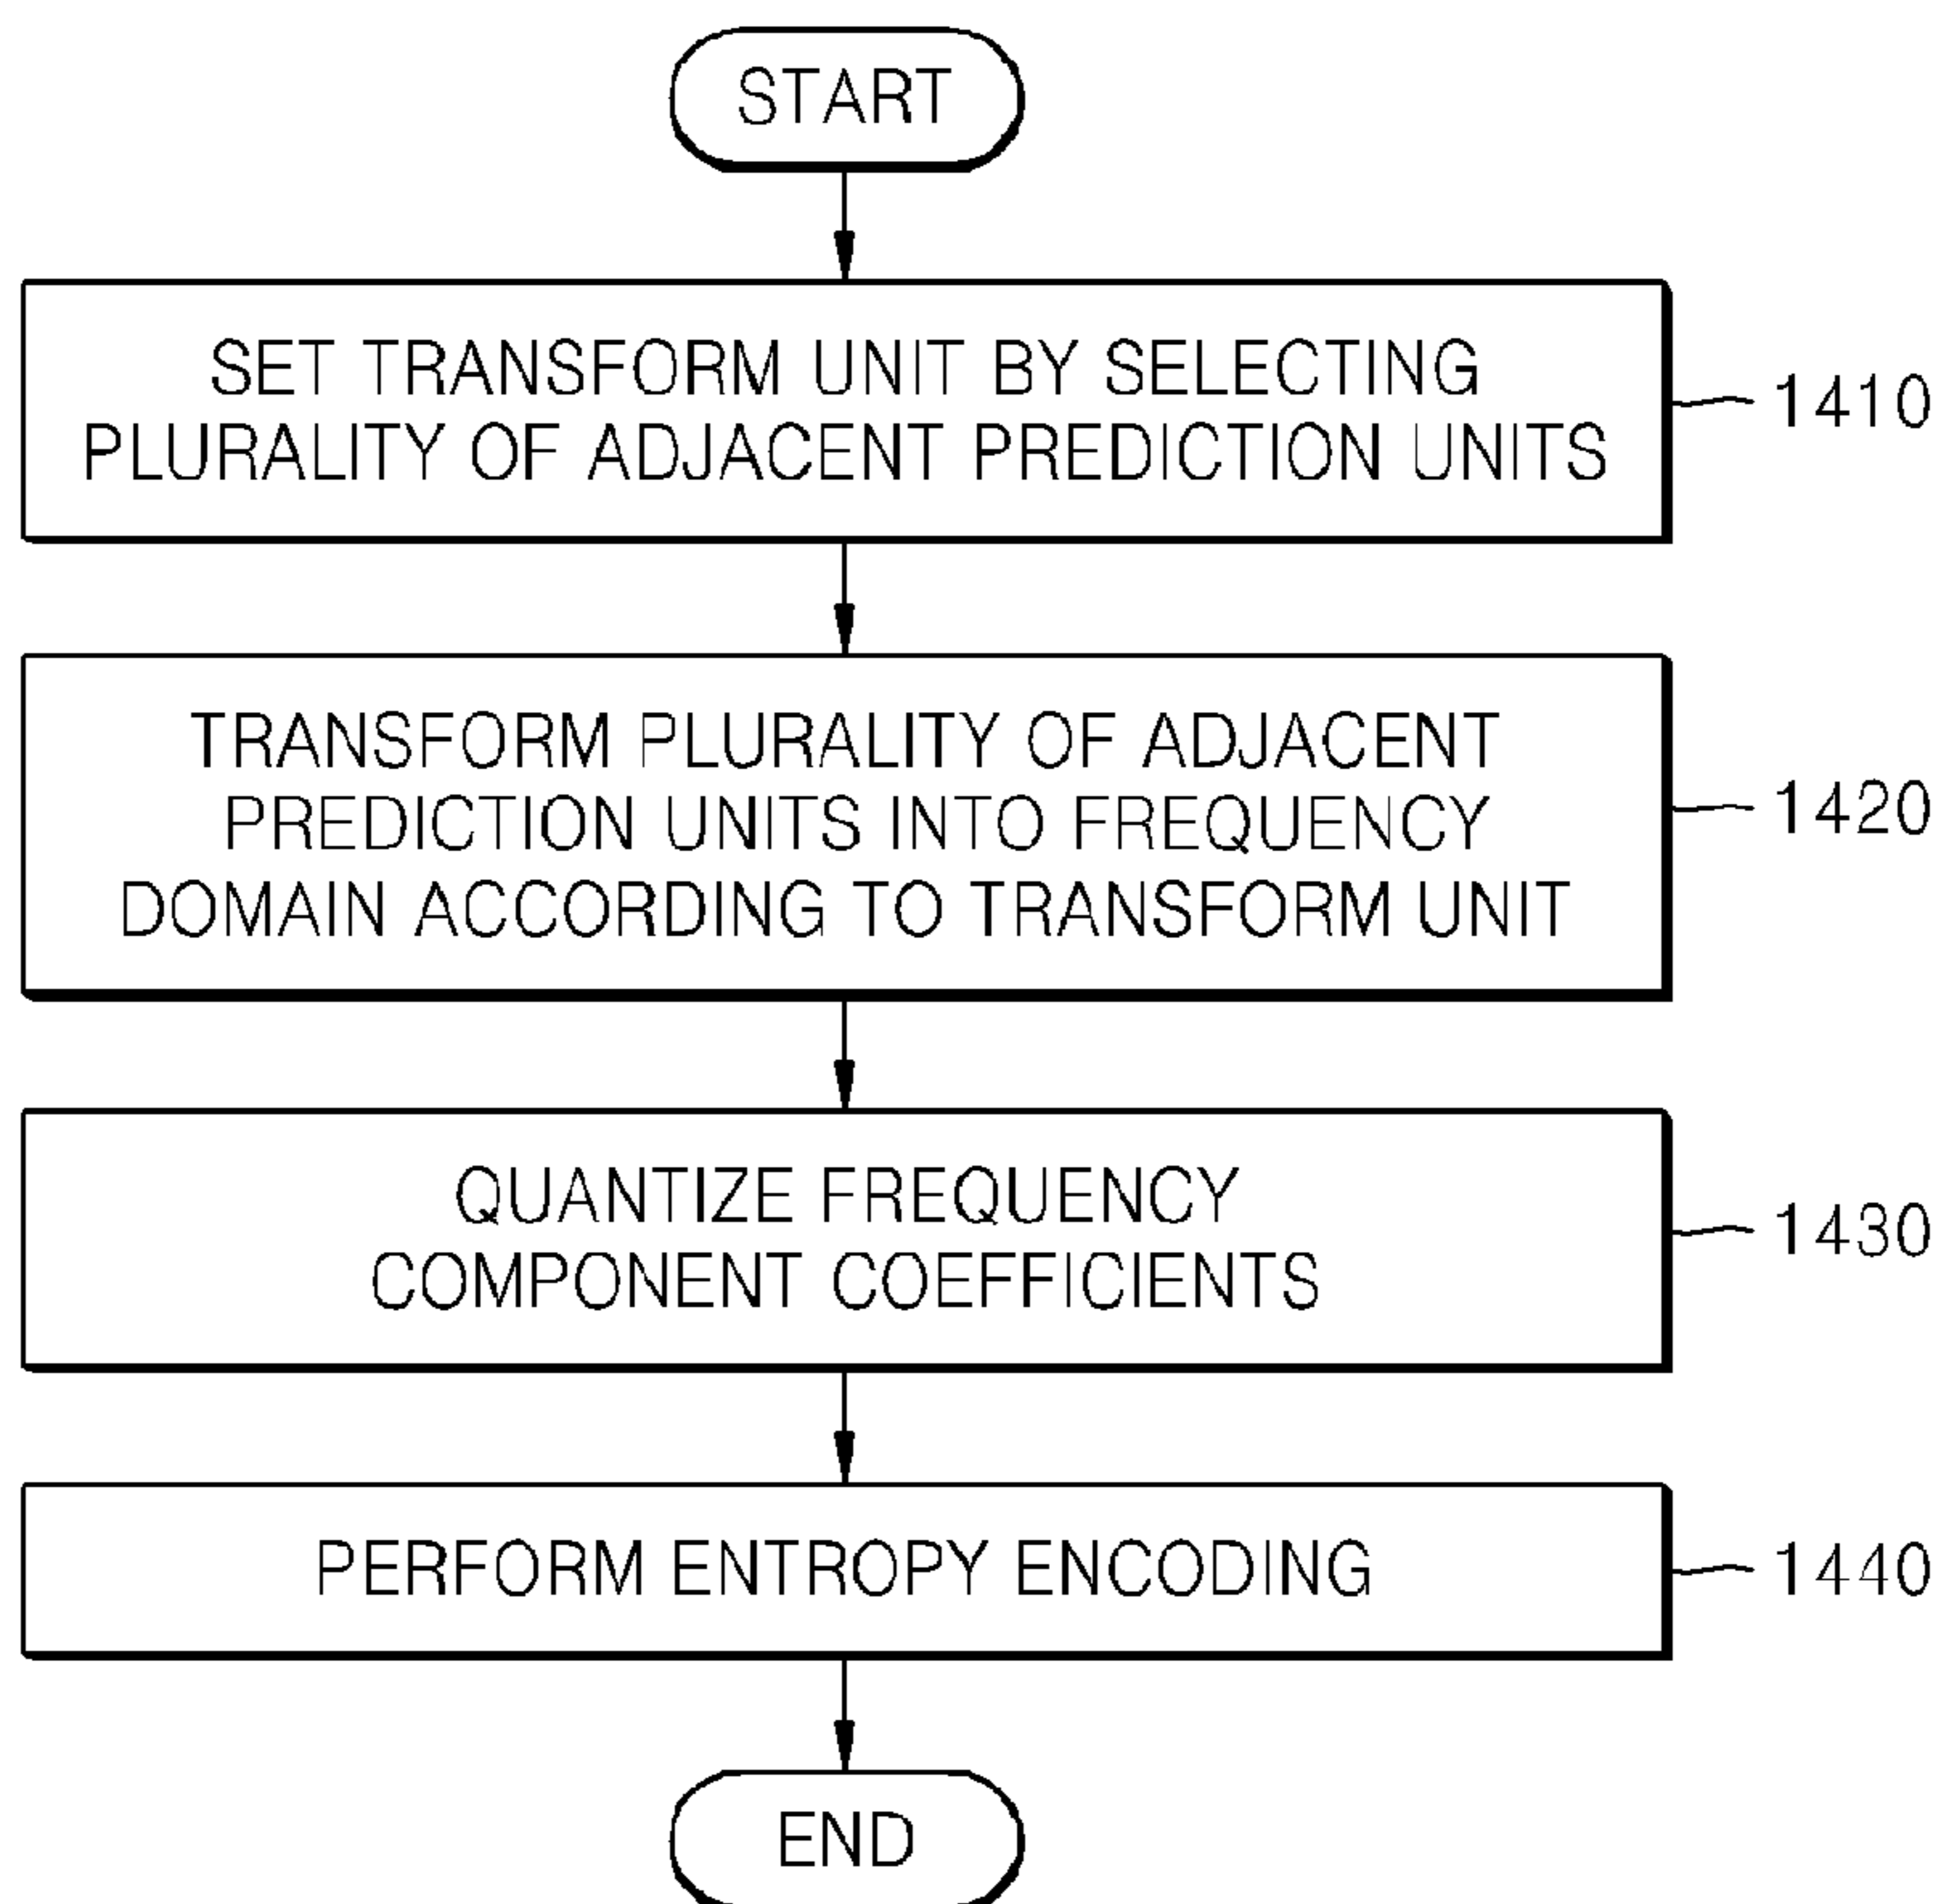 START
SET TRANSFORM UNIT BY SELECTING
PLURALITY OF ADJACENT PREDICTION UNITS
1410
TRANSFORM PLURALITY OF ADJACENT
PREDICTION UNITS INTO FREQUENCY
DOMAIN ACCORDING TO TRANSFORM UNIT
1420
QUANTIZE FREQUENCY
COMPONENT COEFFICIENTS
1430
PERFORM ENTROPY ENCODING
1440
END